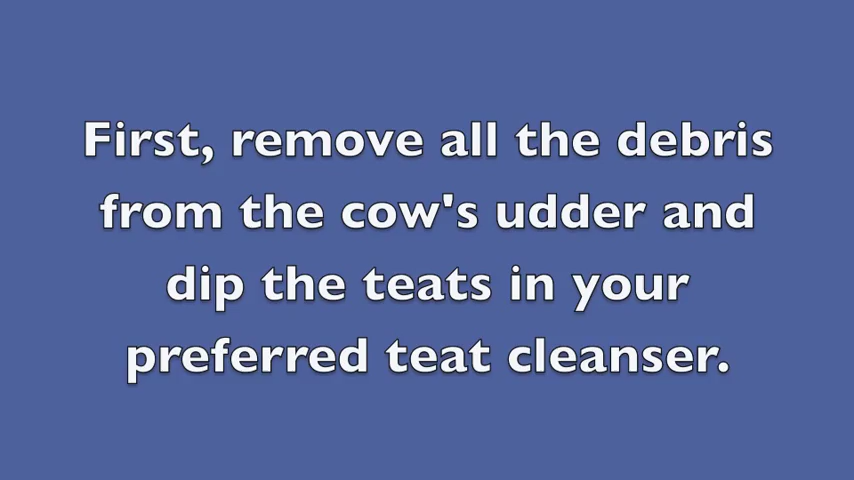 First, remove all the debris
from the cow's udder and
dip the teats in your
preferred teat cleanser.